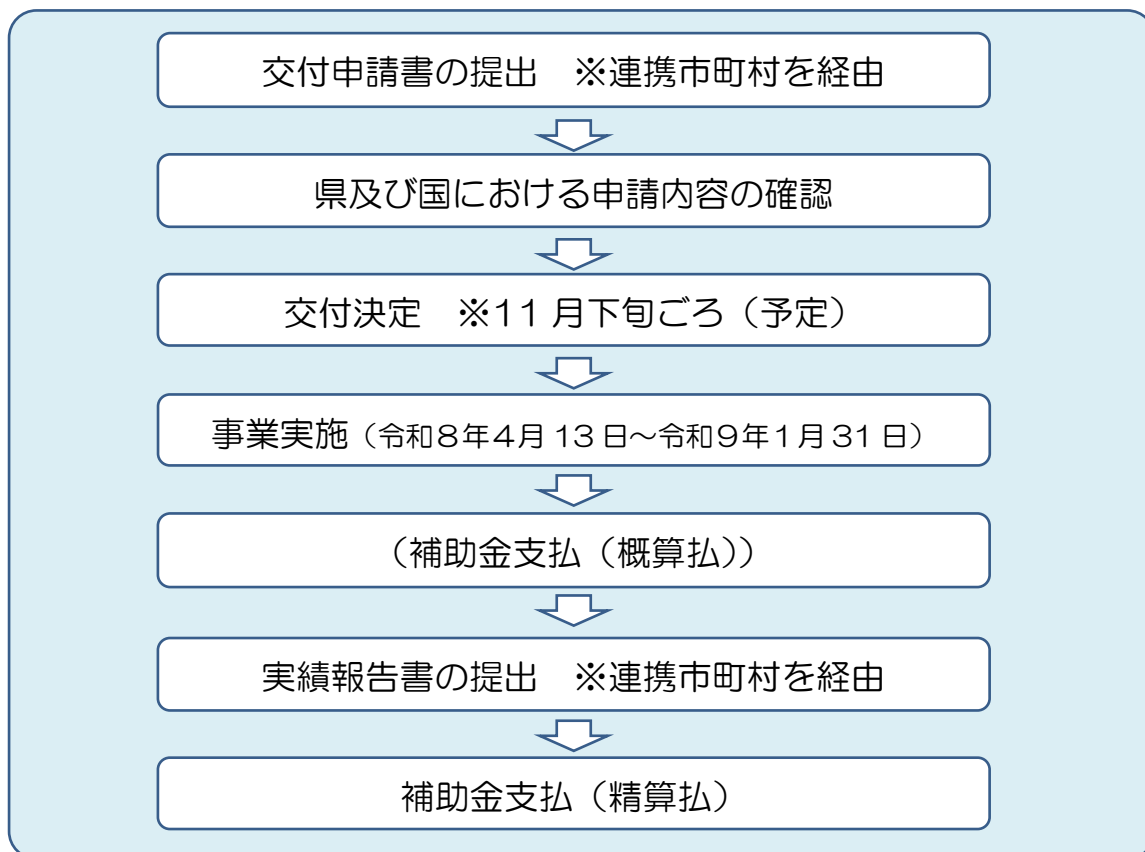 交付申請書の提出　※連携市町村を経由
県及び国における申請内容の確認
交付決定　※11月下旬ごろ（予定）
事業実施（令和８年４月13日～令和９年１月31日）
（補助金支払（概算払））
実績報告書の提出　※連携市町村を経由
補助金支払（精算払）